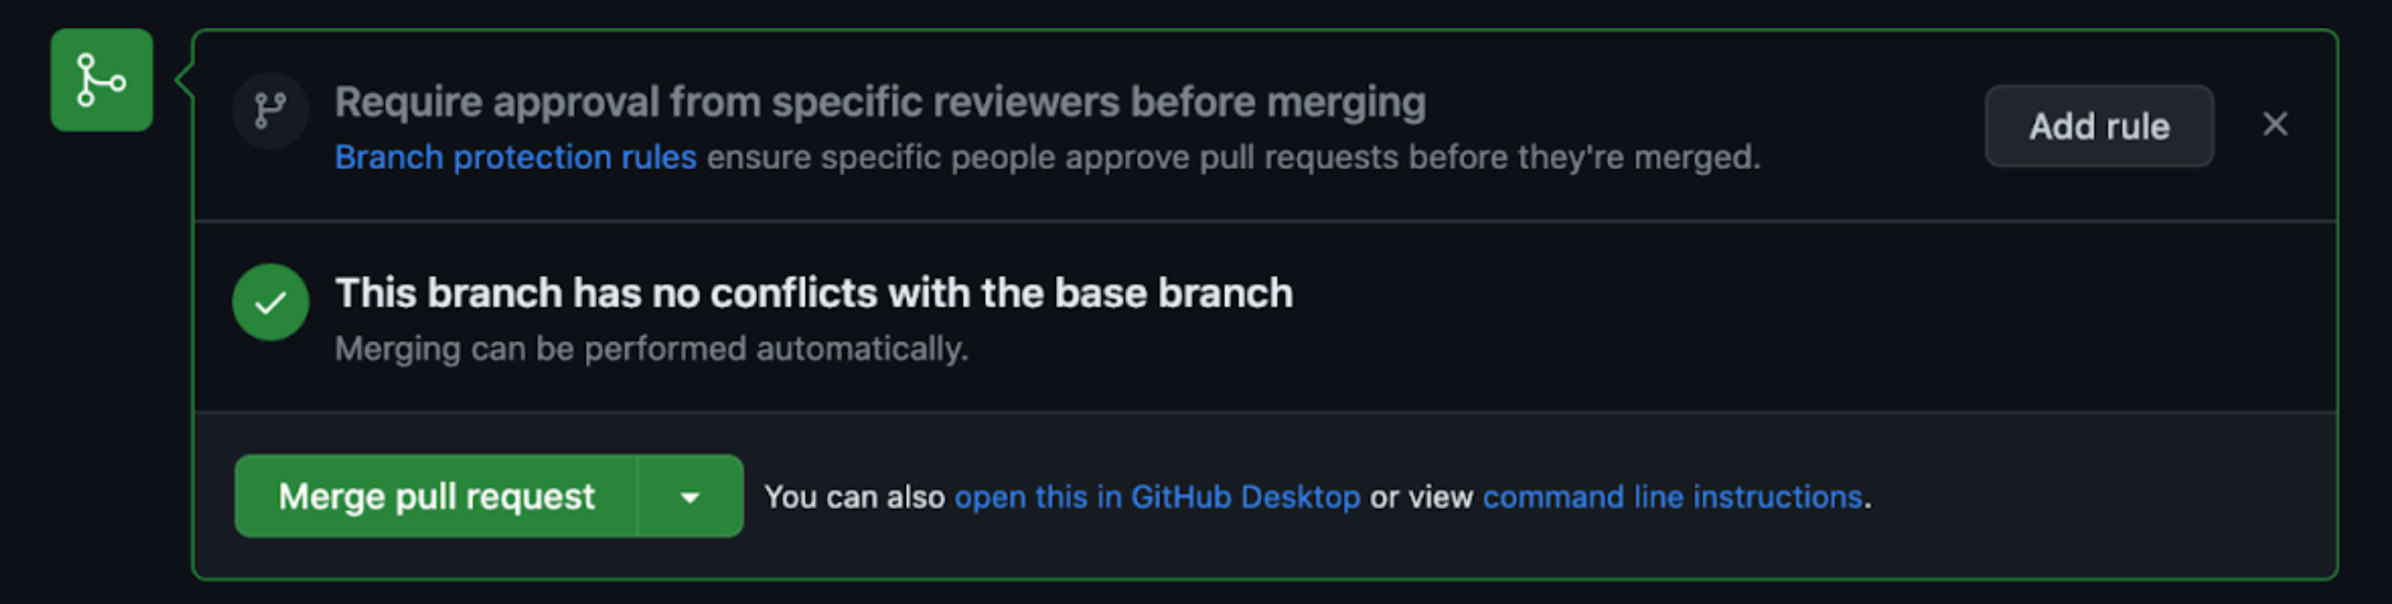 Require approval from specific reviewers before merging
Add rule
Branch protection rules ensure specific people approve pull requests before they're merged.
This branch has no conflicts with the base branch
Merging can be performed automatically.
Merge pull request
You can also open this in GitHub Desktop or view command line instructions.